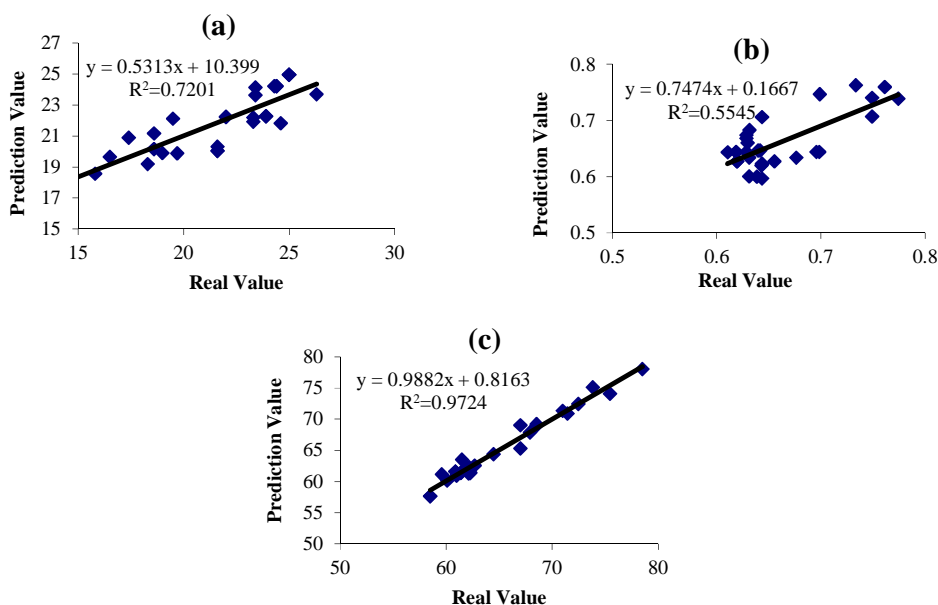 (a)
27
25
23
21
19
17
15
y = 0.5313x + 10.399
R²=0.7201
Prediction Value
15 20 25 30
Real Value
(b)
0.8
0.7
0.6
0.5
y = 0.7474x + 0.1667
R²=0.5545
Prediction Value
0.5 0.6 0.7 0.8
Real Value
(c)
80
75
70
65
60
55
50
y = 0.9882x + 0.8163
R²=0.9724
Prediction Value
50 60 70 80
Real Value